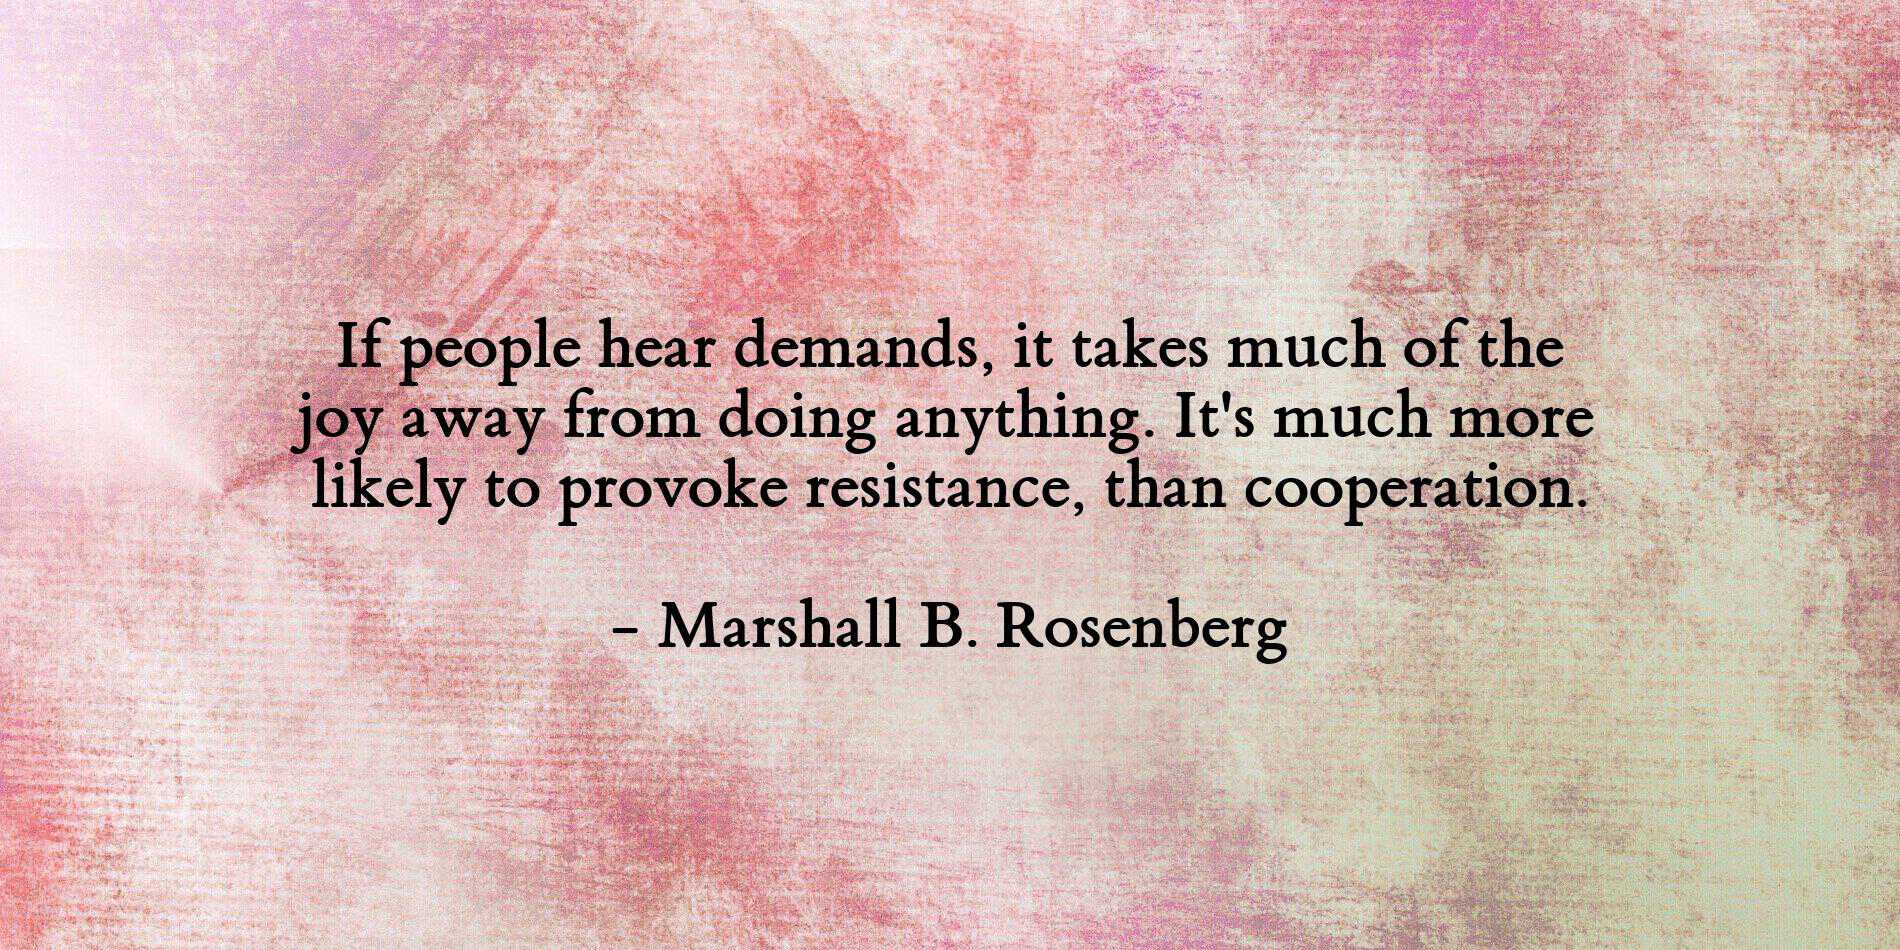 If people hear demands, it takes much of the
joy away from doing anything. It's much more
likely to provoke resistance, than cooperation.
- Marshall B. Rosenberg